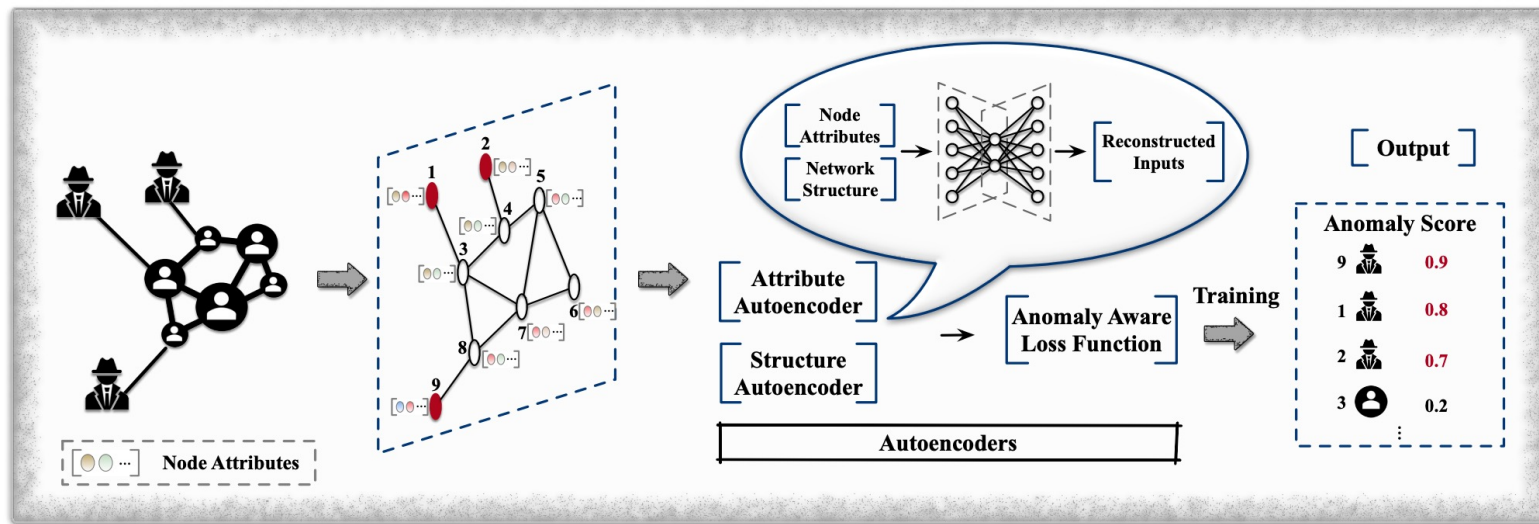 Node Attributes
1
2
3
4
5
6
7
8
9
Node
Attributes
Network
Structure
Reconstructed
Inputs
Attribute
Autoencoder
Structure
Autoencoder
Anomaly Aware
Loss Function
Autoencoders
Training
Output
Anomaly Score
9 0.9
1 0.8
2 0.7
3 0.2
⋮